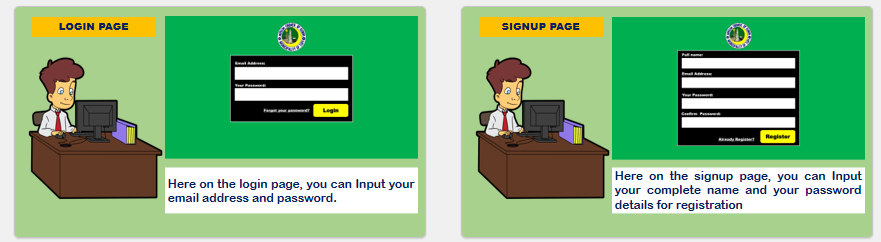 LOGIN PAGE
Email Address:
Your Password:
Forgot your password?
Login
Here on the login page, you can Input your
email address and password.
SIGNUP PAGE
Full name:
Email Address:
Your Password:
Confirm Password:
Already Register?
Register
Here on the signup page, you can Input
your complete name and your password
details for registration